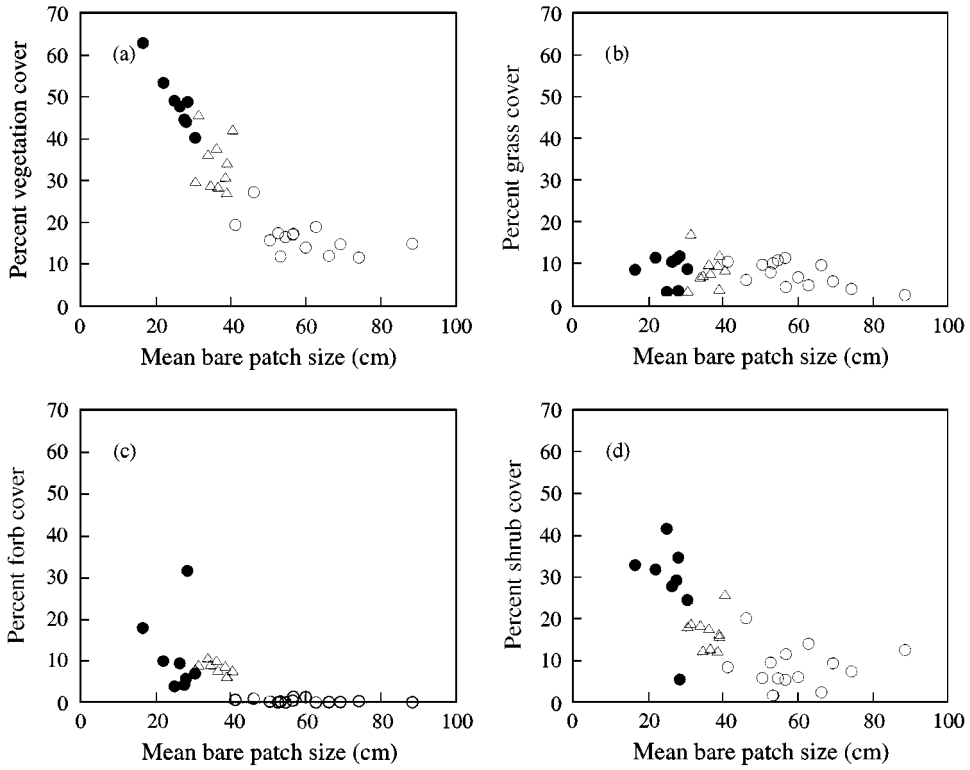 70
60
50
40
30
20
10
0
(a)
Percent vegetation cover
0 20 40 60 80 100
Mean bare patch size (cm)
70
60
50
40
30
20
10
0
(b)
Percent grass cover
0 20 40 60 80 100
Mean bare patch size (cm)
70
60
50
40
30
20
10
0
(c)
Percent forb cover
0 20 40 60 80 100
Mean bare patch size (cm)
70
60
50
40
30
20
10
0
(d)
Percent shrub cover
0 20 40 60 80 100
Mean bare patch size (cm)